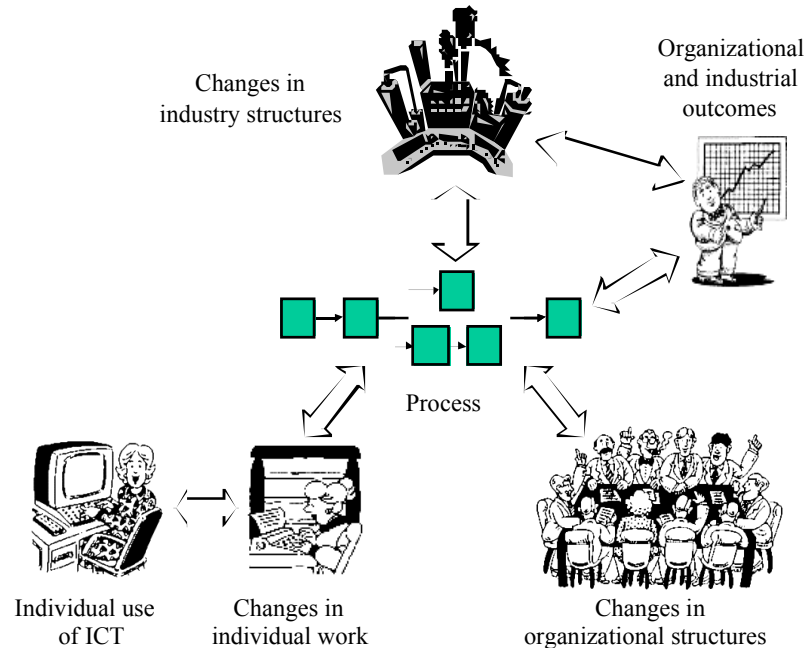 Changes in
industry structures
Organizational
and industrial
outcomes
Process
Individual use
of ICT
Changes in
individual work
Changes in
organizational structures